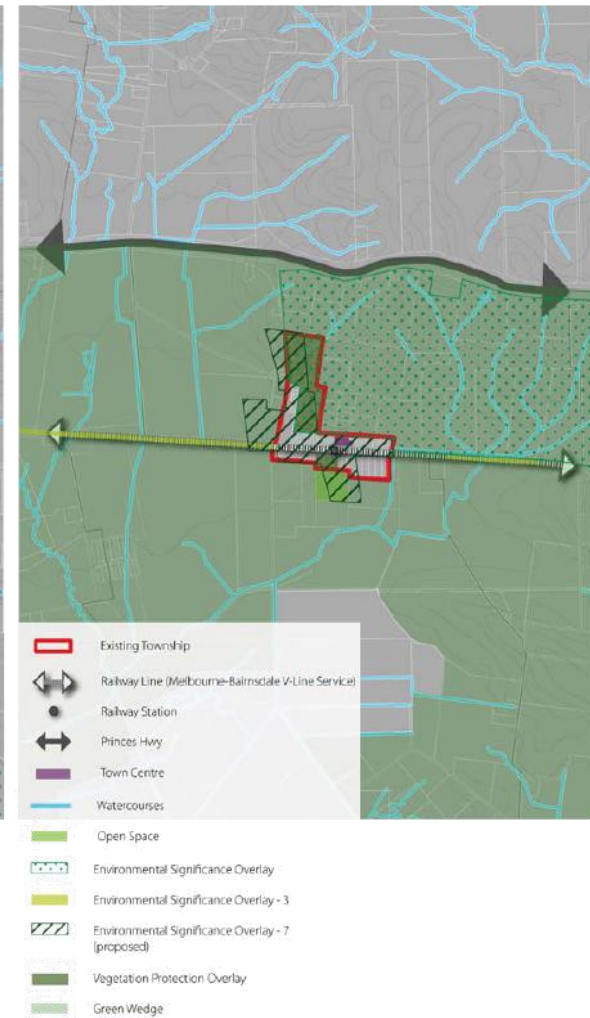 Existing Township
Railway Line (Melbourne-Bairnsdale V-Line Service)
Railway Station
Princes Hwy
Town Centre
Watercourses
Open Space
Environmental Significance Overlay
Environmental Significance Overlay - 3
Environmental Significance Overlay - 7
(proposed)
Vegetation Protection Overlay
Green Wedge